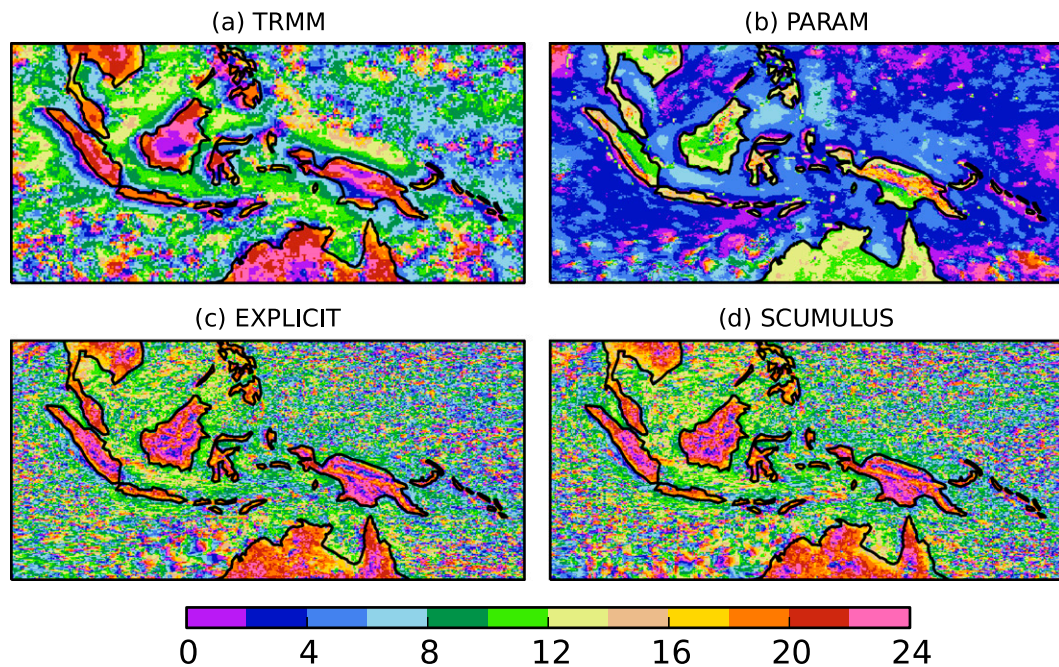 (a) TRMM
(b) PARAM
(c) EXPLICIT
(d) SCUMULUS
0 4 8 12 16 20 24